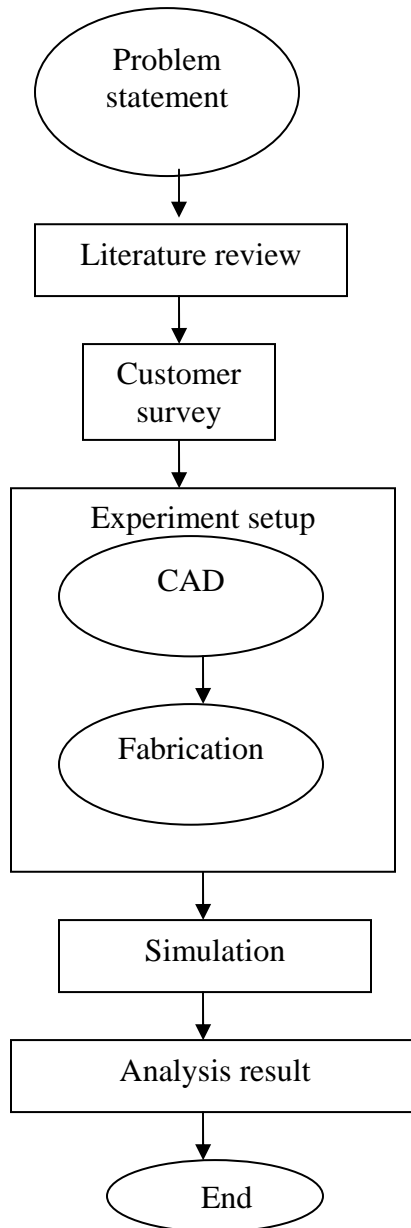 Problem
statement
Literature review
Customer
survey
Experiment setup
CAD
Fabrication
Simulation
Analysis result
End